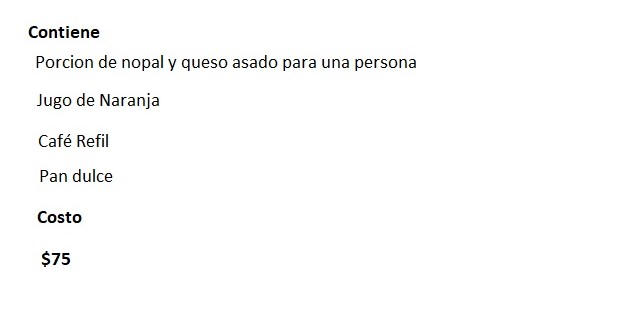 Contiene
Porcion de nopal y queso asado para una persona
Jugo de Naranja
Café Refil
Pan dulce
Costo
$75